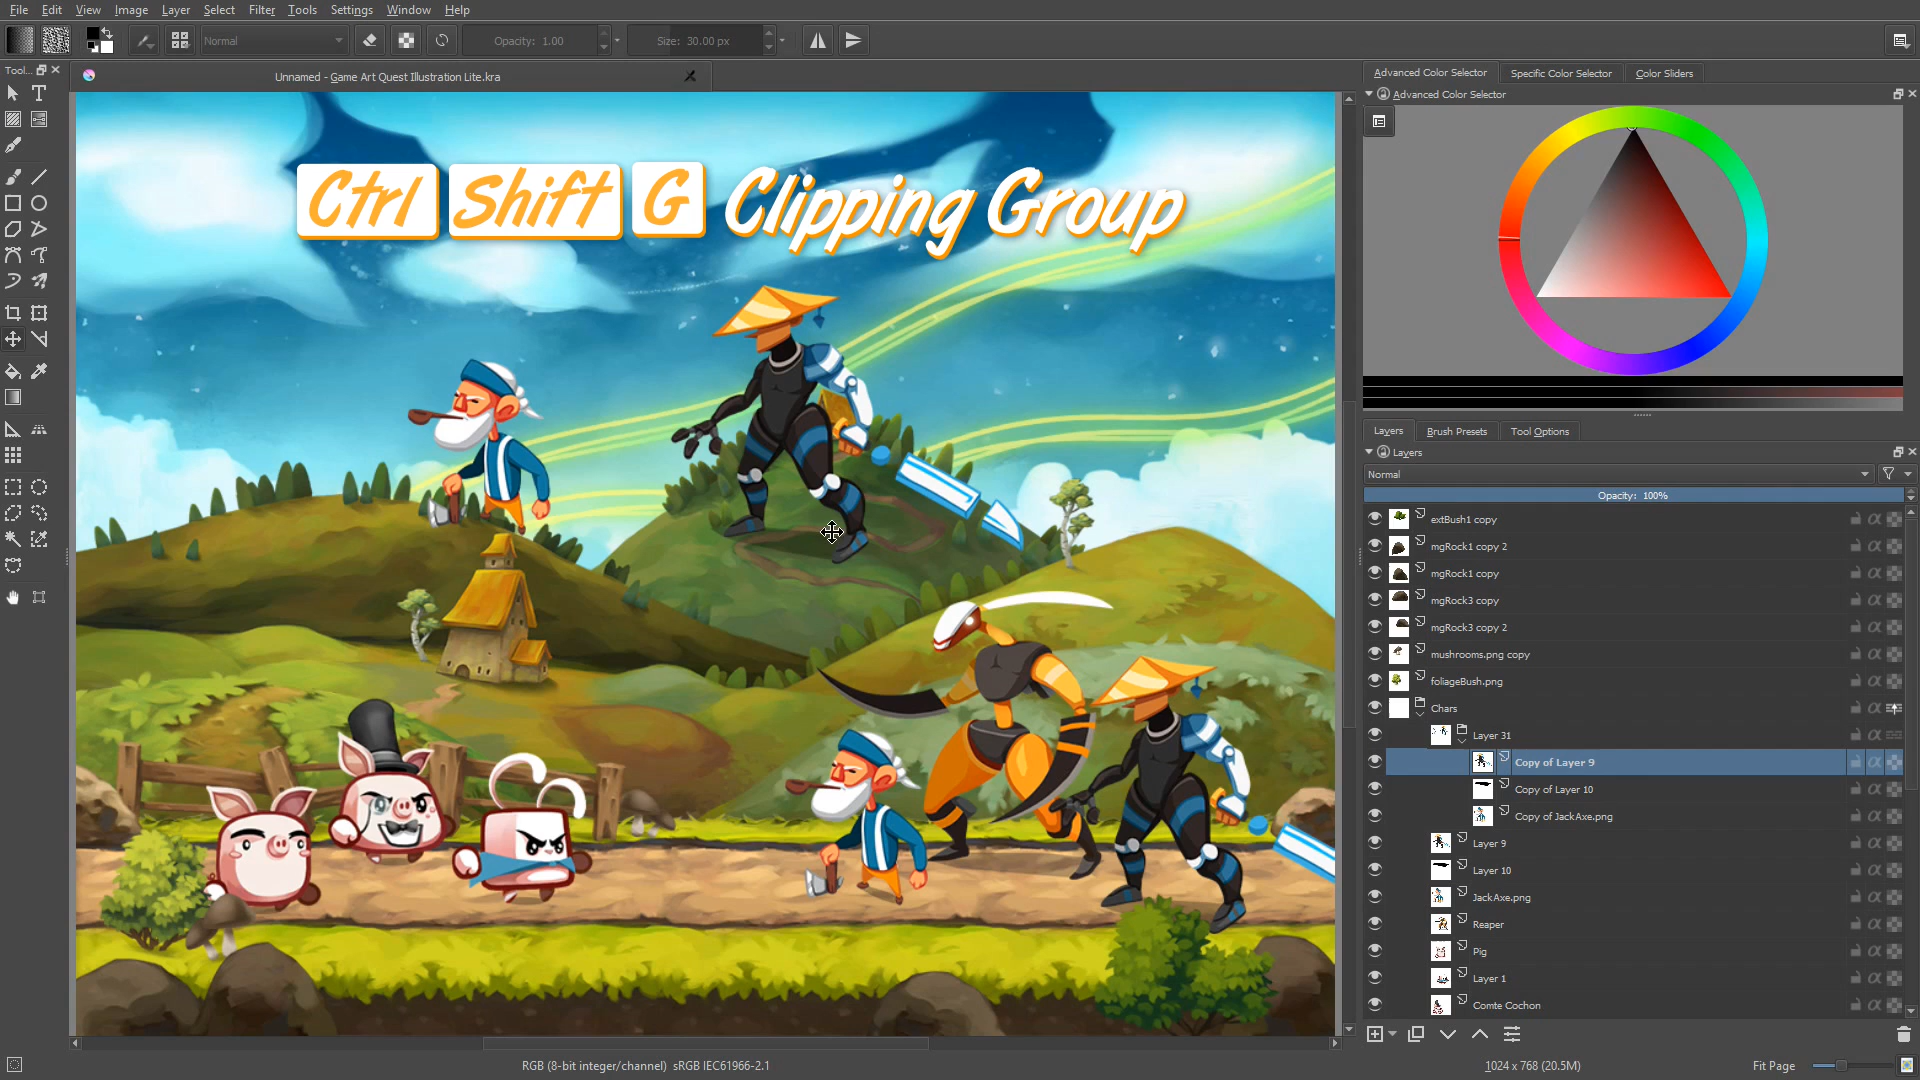 File Edit View Image Layer Select Filter Tools Settings Window Help
Normal
Opacity: 1.00
Size: 30.00 px
Tool...
Unnamed - Game Art Quest Illustration Lite.kra
Advanced Color Selector
Specific Color Selector
Color Sliders
Advanced Color Selector
Ctrl Shift G Clipping Group
Layers
Brush Presets
Tool Options
Layers
Normal
Opacity: 100%
extBush1 copy
mgRock1 copy 2
mgRock1 copy
mgRock3 copy
mgRock3 copy 2
mushrooms.png copy
foliageBush.png
Chars
Layer 31
Copy of Layer 9
Copy of Layer 10
Copy of JackAxe.png
Layer 9
Layer 10
JackAxe.png
Reaper
Pig
Layer 1
Comte Cochon
RGB (8-bit integer/channel) sRGB IEC61966-2.1
1024 x 768 (20.5M)
Fit Page